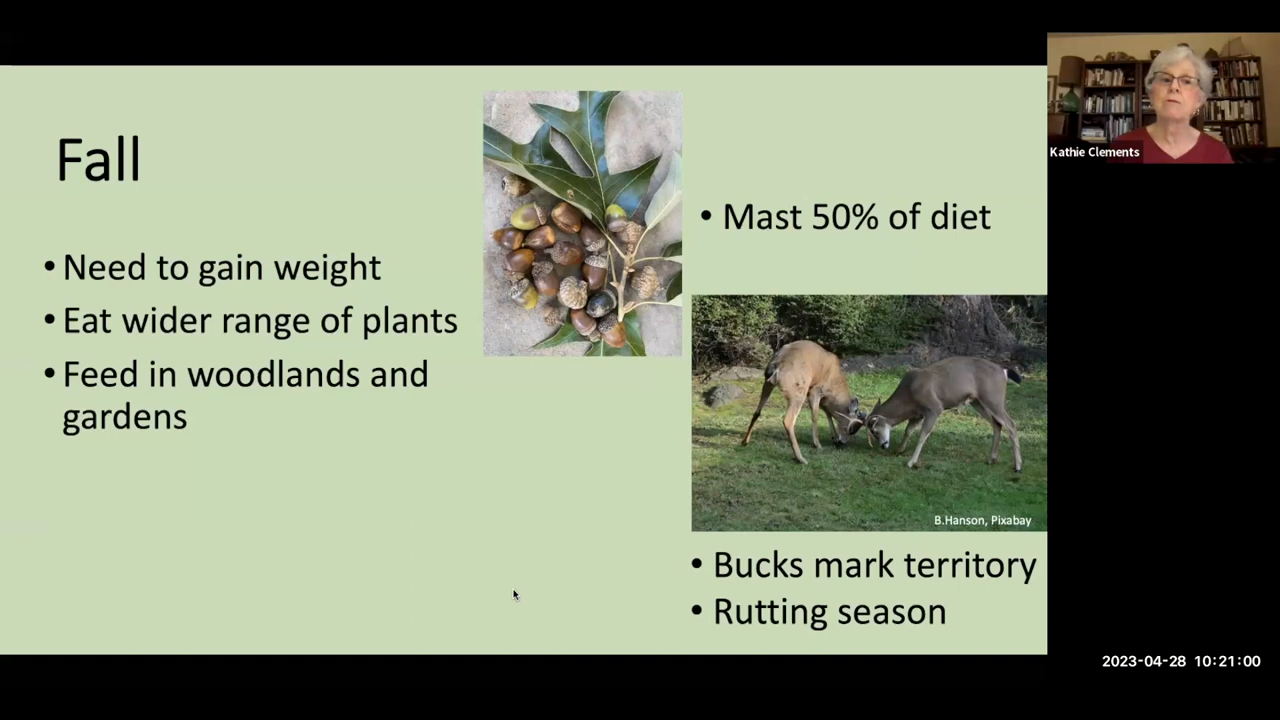 Fall
• Need to gain weight
• Eat wider range of plants
• Feed in woodlands and
gardens
• Mast 50% of diet
B.Hanson, Pixabay
• Bucks mark territory
• Rutting season
Kathie Clements
2023-04-28 10:21:00